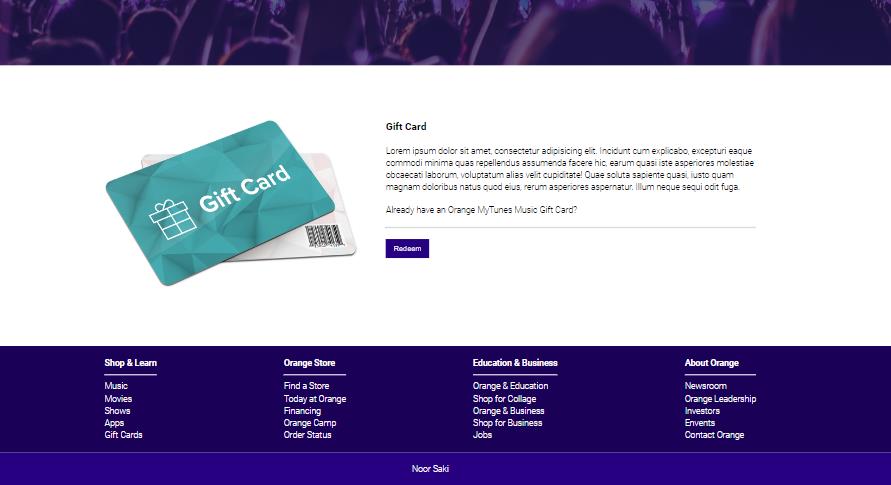 Gift Card
Gift Card
Lorem ipsum dolor sit amet, consectetur adipisicing elit. Incidunt cum explicabo, excepturi eaque
commodi minima quas repellendus assumenda facere hic, earum quasi iste asperiores molestiae
obcaecati laborum, voluptatum alias velit cupiditate! Quae soluta sapiente quasi, iusto quam
magnam doloribus natus quod eius, rerum asperiores aspernatur. Illum neque sequi odit fuga.
Already have an Orange MyTunes Music Gift Card?
Redeem
Shop & Learn
Music
Movies
Shows
Apps
Gift Cards
Orange Store
Find a Store
Today at Orange
Financing
Orange Camp
Order Status
Education & Business
Orange & Education
Shop for Collage
Orange & Business
Shop for Business
Jobs
About Orange
Newsroom
Orange Leadership
Investors
Envents
Contact Orange
Noor Saki